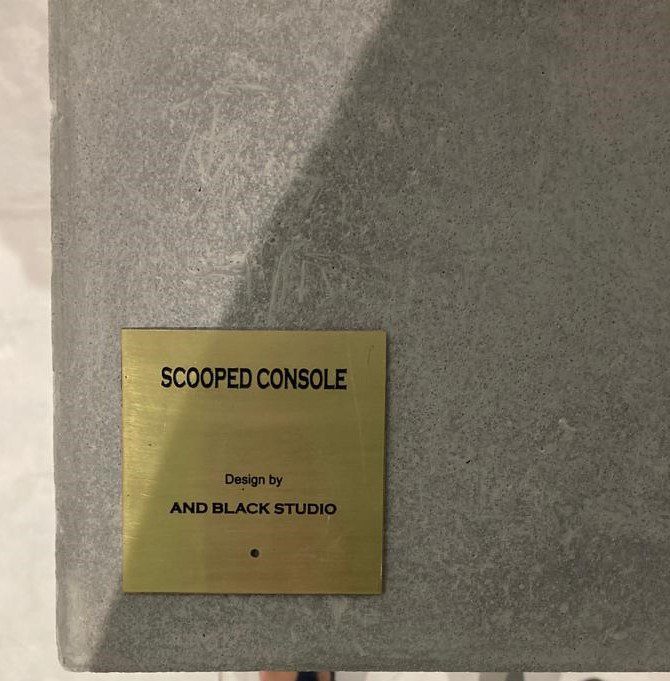 SCOOPED CONSOLE
Design by
AND BLACK STUDIO